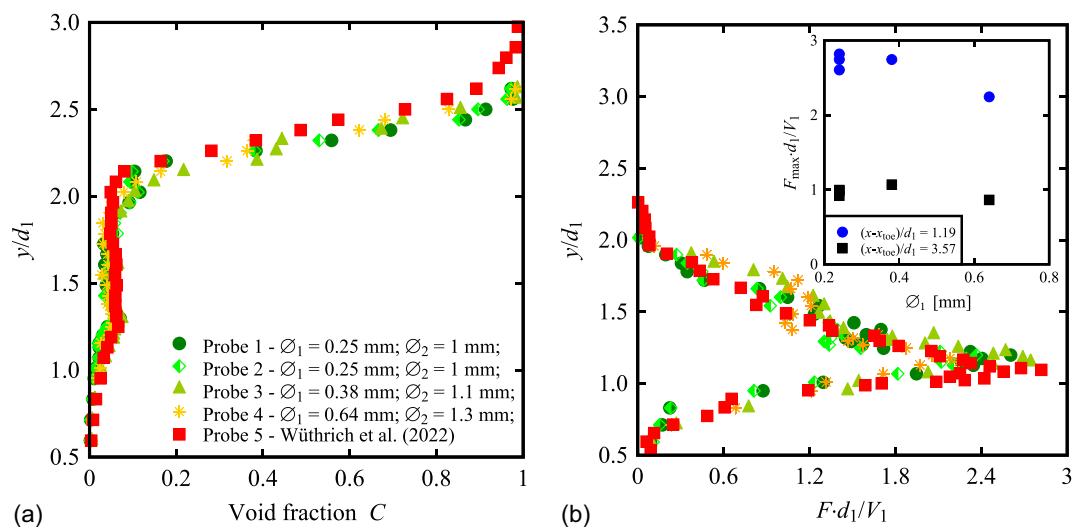 3.0
2.5
2.0
1.5
1.0
0.5
y/d₁
0
0.2
0.4
0.6
0.8
1
Void fraction C
(a)
Probe 1 - ∅₁ = 0.25 mm; ∅₂ = 1 mm;
Probe 2 - ∅₁ = 0.25 mm; ∅₂ = 1 mm;
Probe 3 - ∅₁ = 0.38 mm; ∅₂ = 1.1 mm;
Probe 4 - ∅₁ = 0.64 mm; ∅₂ = 1.3 mm;
Probe 5 - Wüthrich et al. (2022)
3.5
3.0
2.5
2.0
1.5
1.0
0.5
y/d₁
0
0.6
1.2
1.8
2.4
3
F·d₁/V₁
(b)
3
2
1
0
Fmax·d₁/V₁
0.2
0.4
0.6
0.8
∅₁ [mm]
(x-xtoe)/d₁ = 1.19
(x-xtoe)/d₁ = 3.57